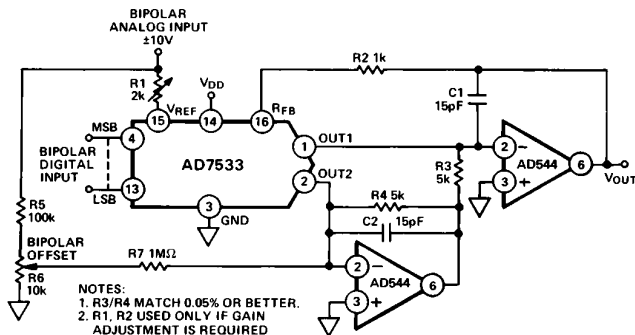 BIPOLAR
ANALOG INPUT
±10V
R1
2k
VDD
R2 1k
C1
15pF
VREF
RFB
15
14
16
MSB
4
BIPOLAR
DIGITAL
INPUT
LSB
13
AD7533
1
OUT1
2
OUT2
3
GND
R3
5k
R4 5k
C2
15pF
2
−
3
+
AD544
6
VOUT
R5
100k
BIPOLAR
OFFSET
R6
10k
R7 1MΩ
2
−
3
+
AD544
6
NOTES:
1. R3/R4 MATCH 0.05% OR BETTER.
2. R1, R2 USED ONLY IF GAIN
ADJUSTMENT IS REQUIRED